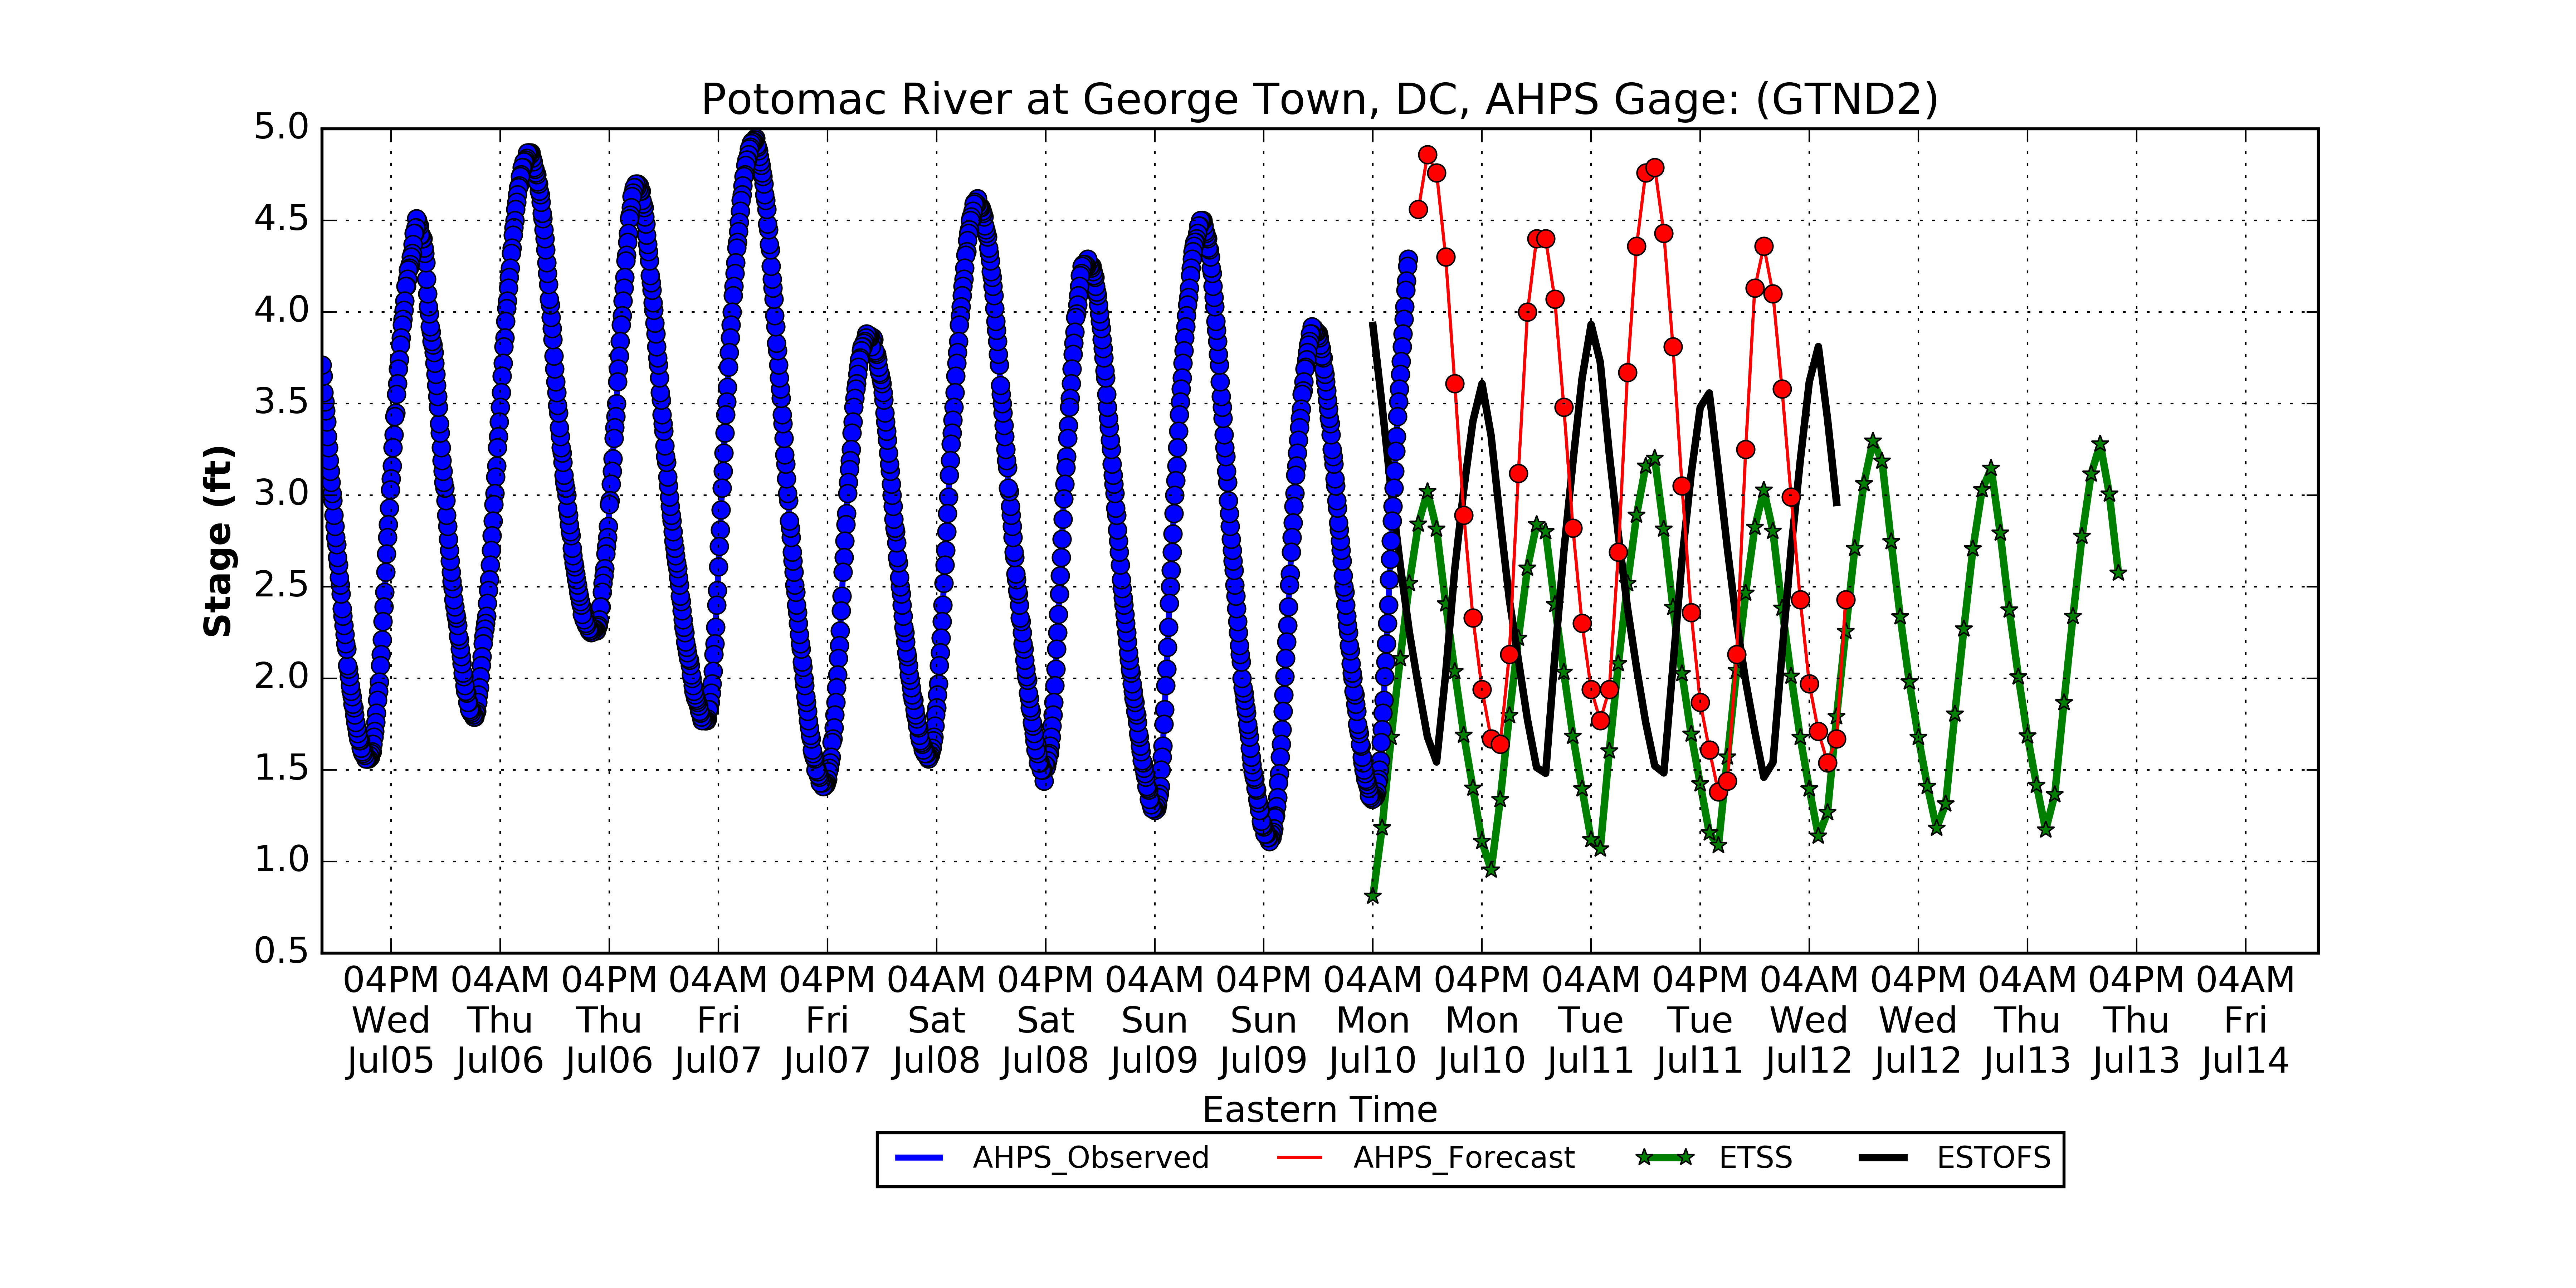 Potomac River at George Town, DC, AHPS Gage: (GTND2)
5.0
4.5
4.0
3.5
3.0
2.5
2.0
1.5
1.0
0.5
Stage (ft)
04PM 04AM 04PM 04AM 04PM 04AM 04PM 04AM 04PM 04AM 04PM 04AM 04PM 04AM 04PM 04AM 04PM 04AM
Wed Thu Thu Fri Fri Sat Sat Sun Sun Mon Mon Tue Tue Wed Wed Thu Thu Fri
Jul05 Jul06 Jul06 Jul07 Jul07 Jul08 Jul08 Jul09 Jul09 Jul10 Jul10 Jul11 Jul11 Jul12 Jul12 Jul13 Jul13 Jul14
Eastern Time
AHPS_Observed AHPS_Forecast ETSS ESTOFS